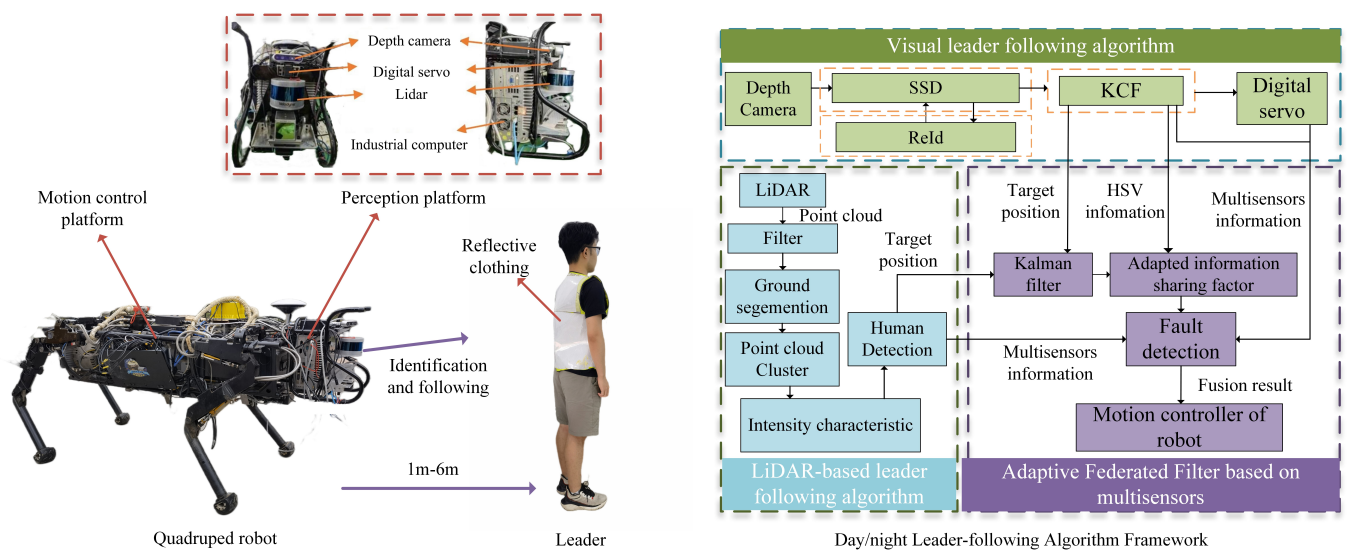 Depth camera
Digital servo
Lidar
Industrial computer
Motion control
platform
Perception platform
Reflective
clothing
Identification
and following
1m-6m
Quadruped robot
Leader
Visual leader following algorithm
Depth
Camera
SSD
ReId
KCF
Digital
servo
LiDAR
Point cloud
Filter
Ground
segemention
Point cloud
Cluster
Intensity characteristic
Human
Detection
Target
position
LiDAR-based leader
following algorithm
Target
position
HSV
infomation
Multisensors
information
Kalman
filter
Adapted information
sharing factor
Fault
detection
Multisensors
information
Fusion result
Motion controller of
robot
Adaptive Federated Filter based on
multisensors
Day/night Leader-following Algorithm Framework